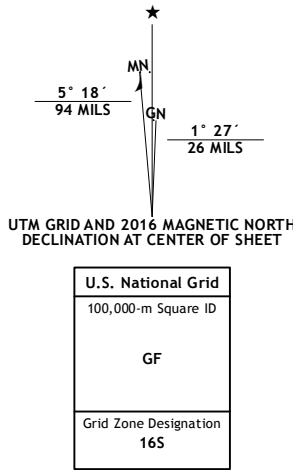 ★
MN
5° 18´
94 MILS
GN
1° 27´
26 MILS
UTM GRID AND 2016 MAGNETIC NORTH
DECLINATION AT CENTER OF SHEET
U.S. National Grid
100,000-m Square ID
GF
Grid Zone Designation
16S